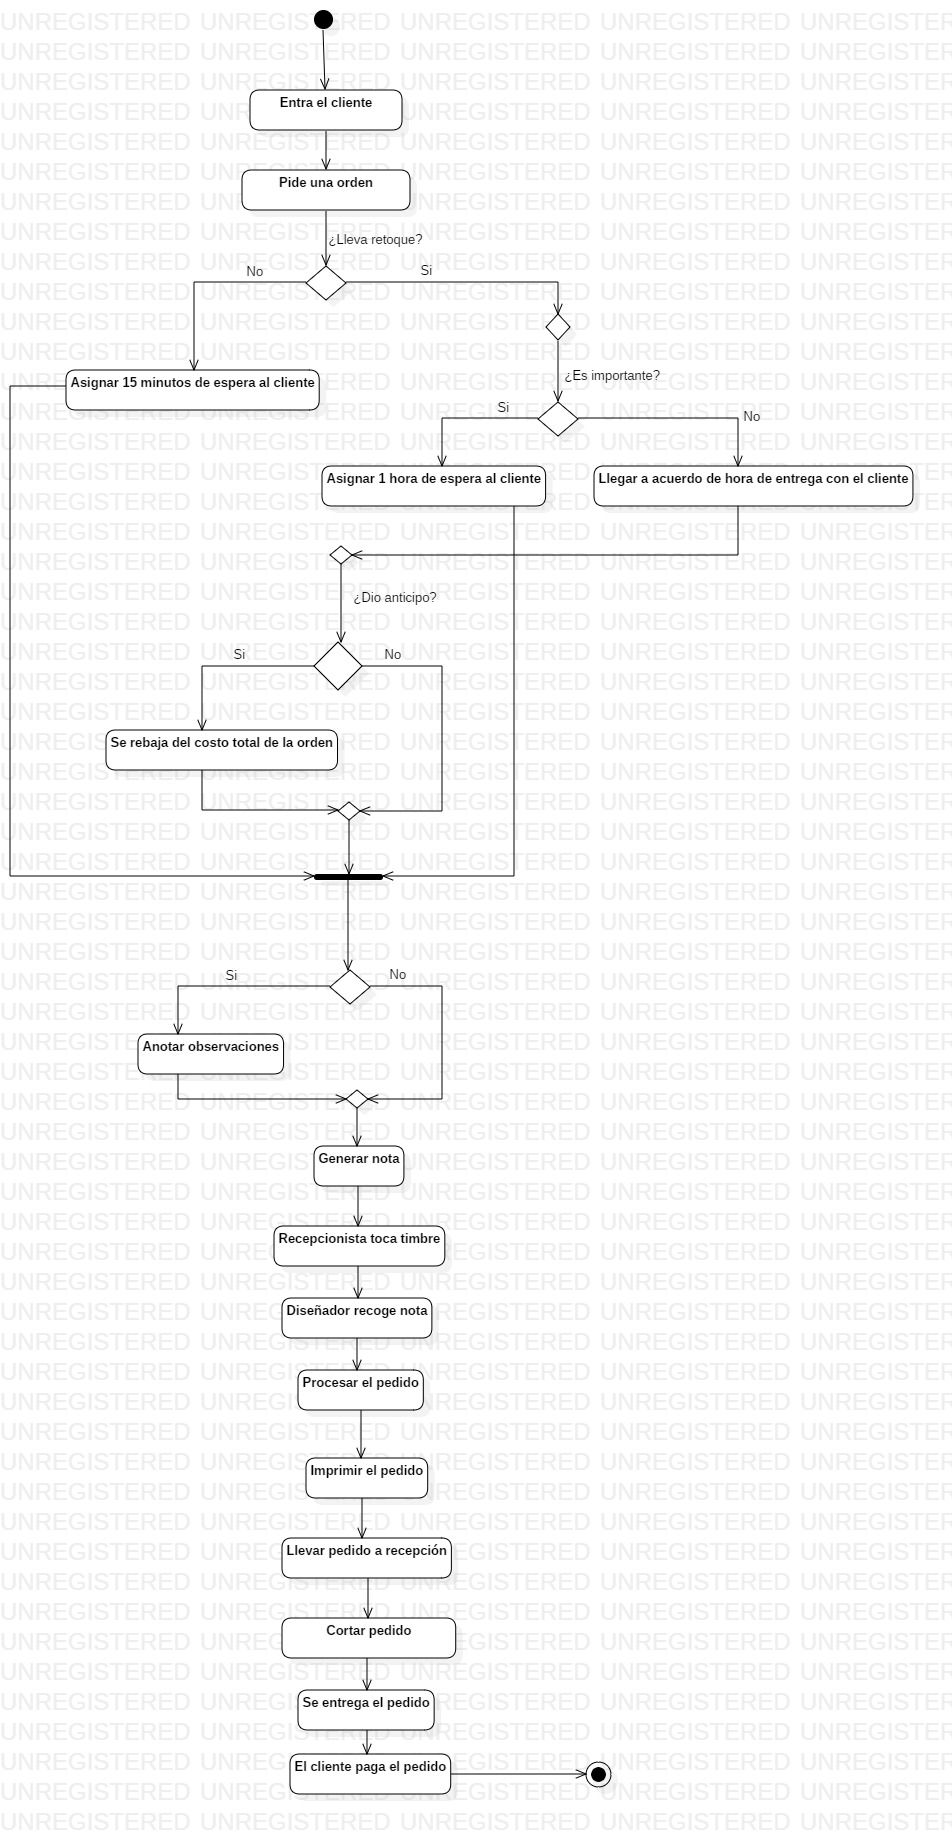 Entra el cliente
Pide una orden
¿Lleva retoque?
No
Si
Asignar 15 minutos de espera al cliente
¿Es importante?
Si
No
Asignar 1 hora de espera al cliente
Llegar a acuerdo de hora de entrega con el cliente
¿Dio anticipo?
Si
No
Se rebaja del costo total de la orden
Si
No
Anotar observaciones
Generar nota
Recepcionista toca timbre
Diseñador recoge nota
Procesar el pedido
Imprimir el pedido
Llevar pedido a recepción
Cortar pedido
Se entrega el pedido
El cliente paga el pedido
UNREGISTERED